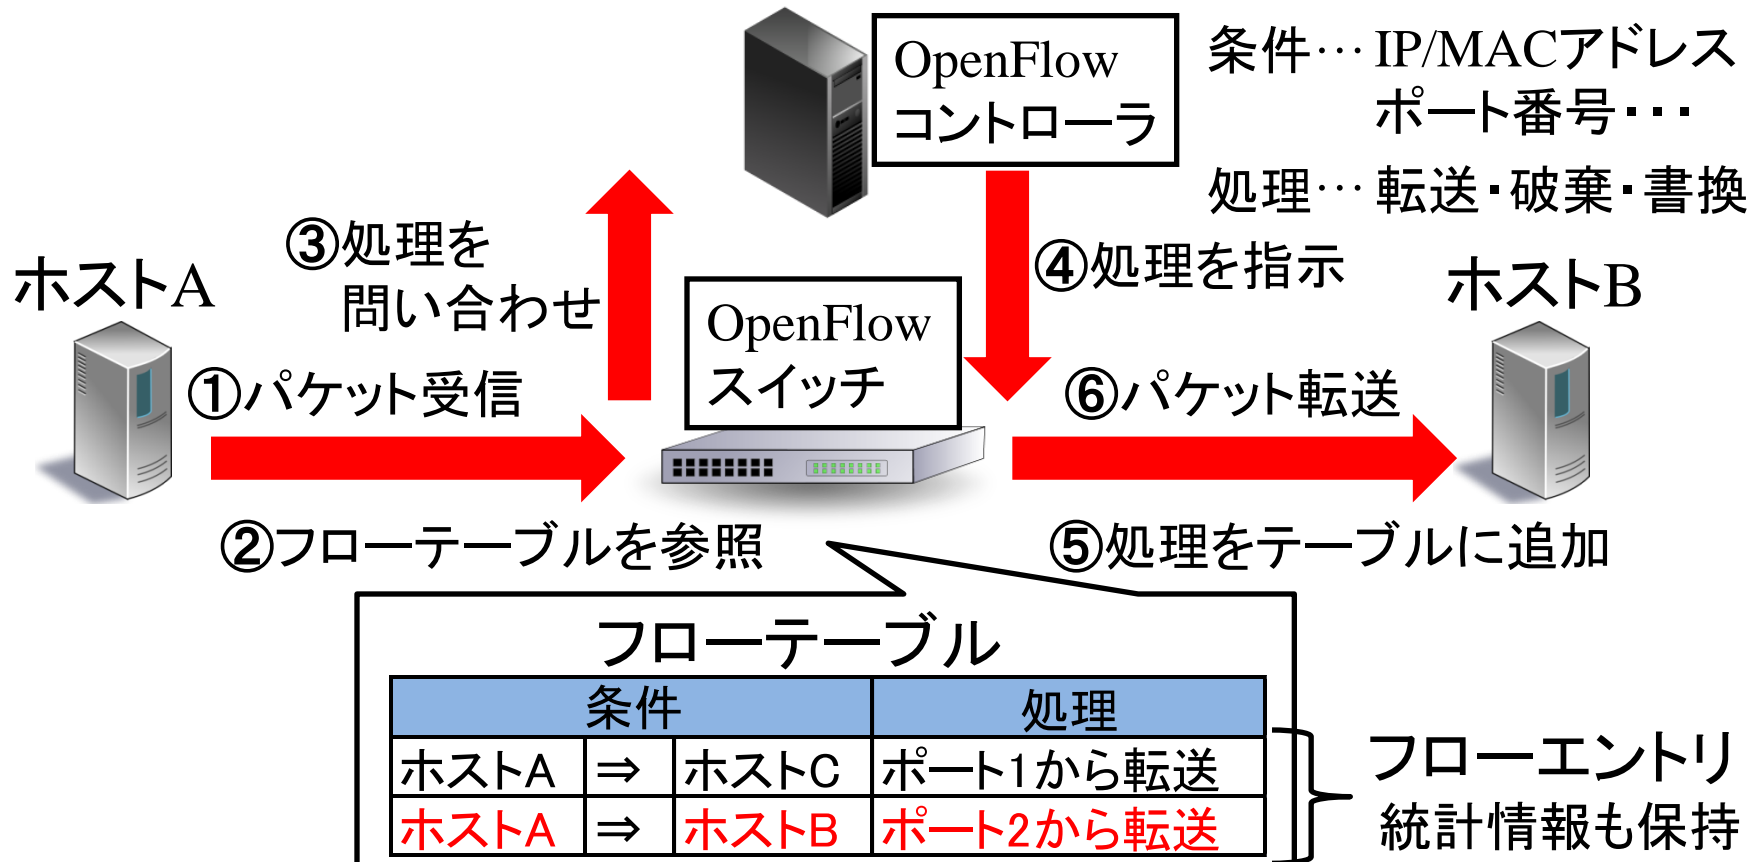 OpenFlow
コントローラ
条件…IP/MACアドレス
ポート番号・・・
処理…転送・破棄・書換
③処理を
問い合わせ
④処理を指示
ホストA
ホストB
OpenFlow
スイッチ
①パケット受信
⑥パケット転送
②フローテーブルを参照
⑤処理をテーブルに追加
フローテーブル
条件 処理
ホストA ⇒ ホストC ポート1から転送
ホストA ⇒ ホストB ポート2から転送
フローエントリ
統計情報も保持